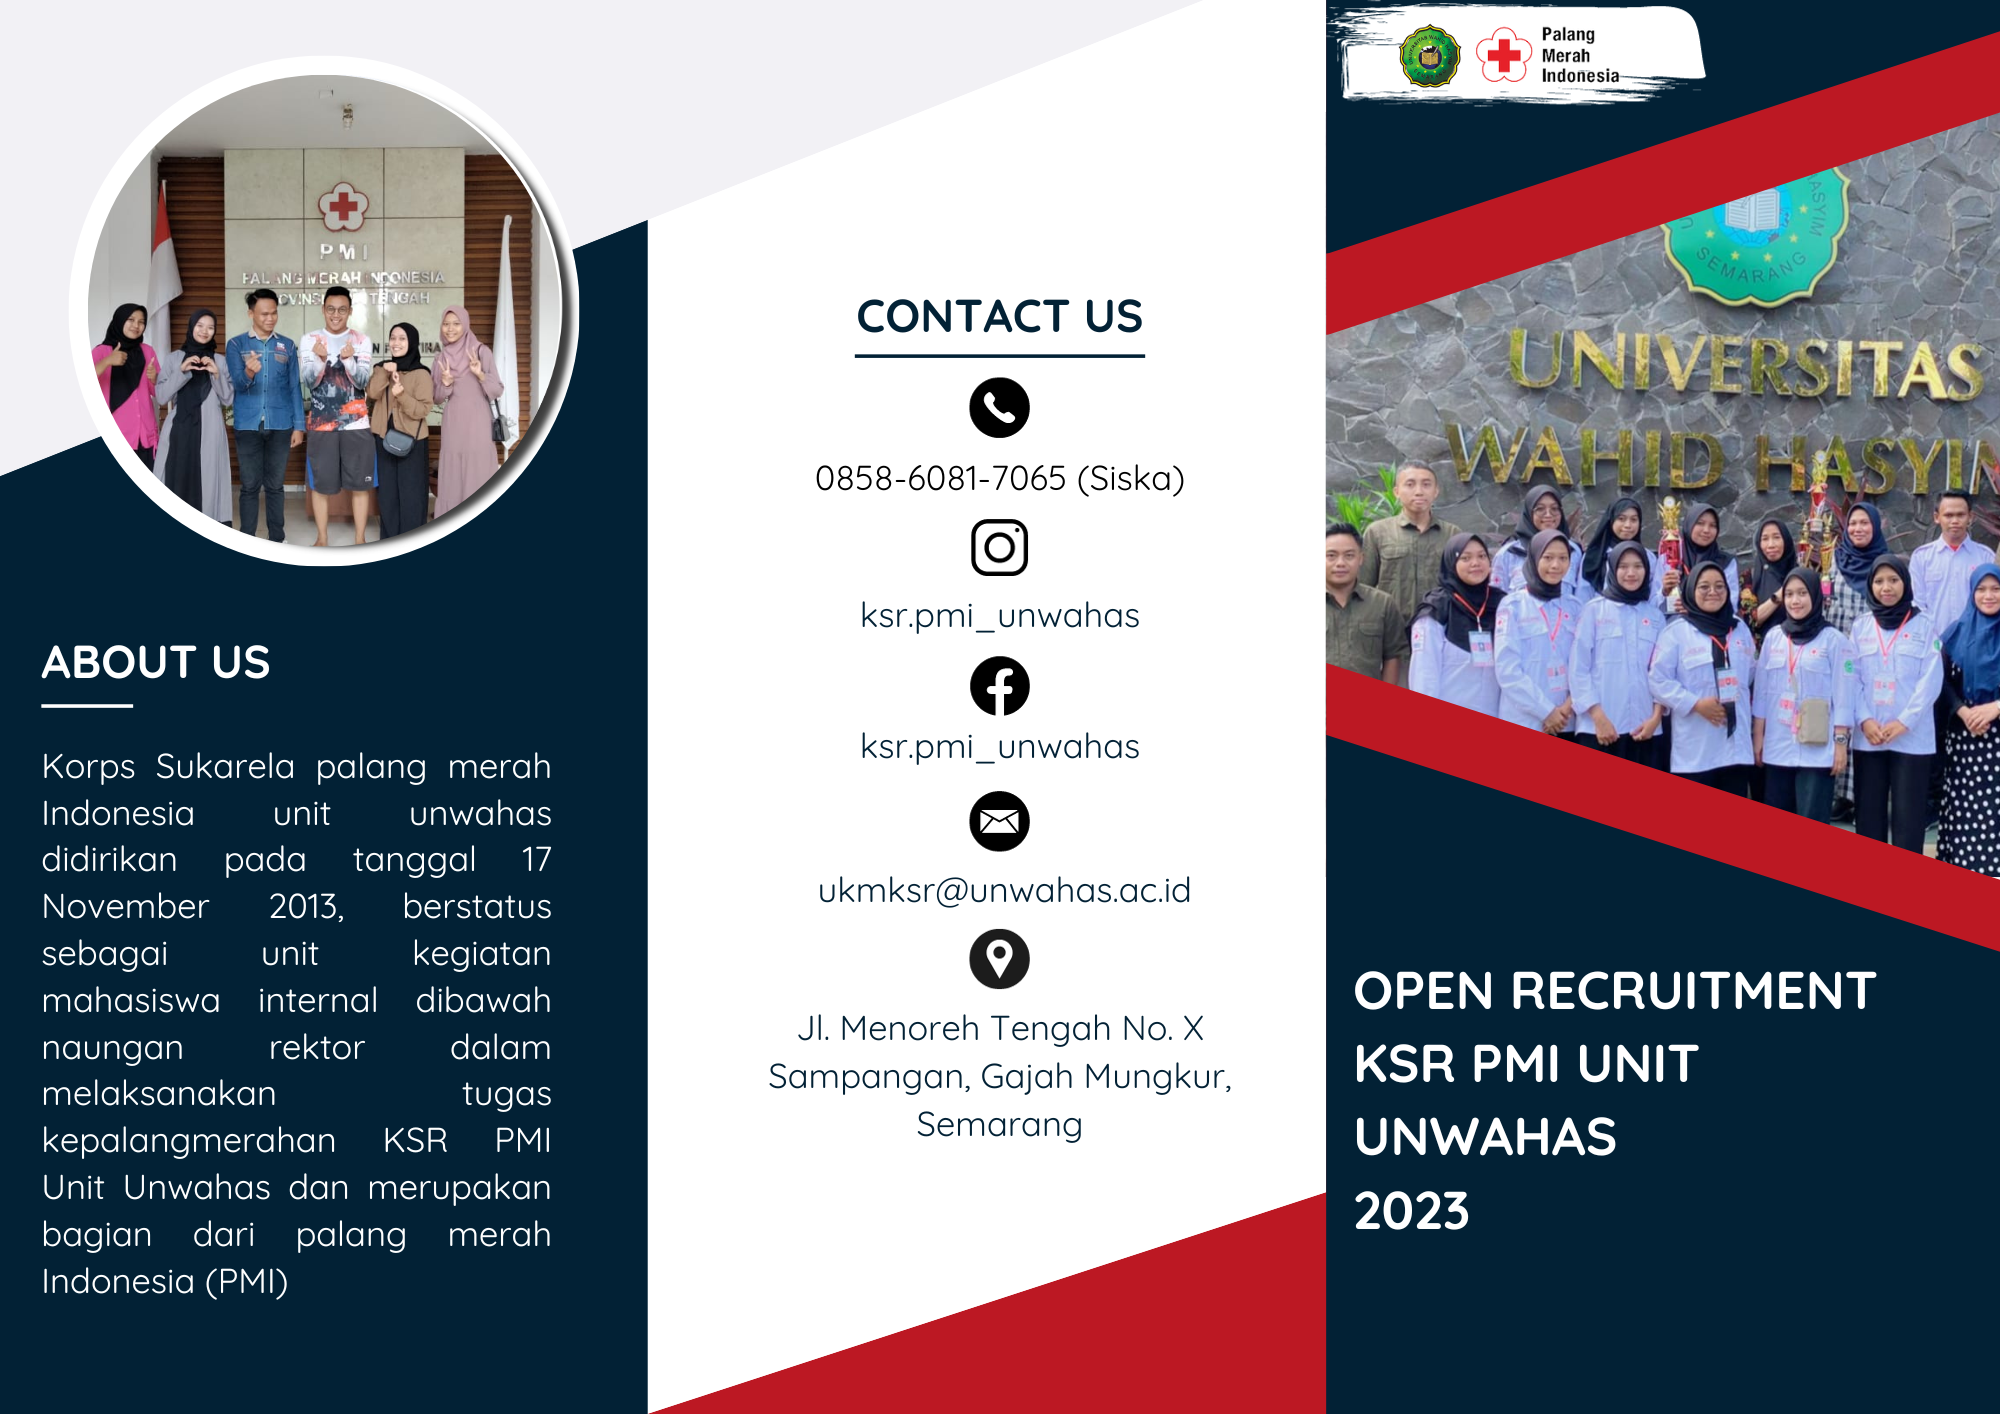 PMI
PALANG MERAH INDONESIA
TENGAH
ABOUT US
Korps Sukarela palang merah
Indonesia unit unwahas
didirikan pada tanggal 17
November 2013, berstatus
sebagai unit kegiatan
mahasiswa internal dibawah
naungan rektor dalam
melaksanakan tugas
kepalangmerahan KSR PMI
Unit Unwahas dan merupakan
bagian dari palang merah
Indonesia (PMI)
CONTACT US
0858-6081-7065 (Siska)
ksr.pmi_unwahas
ksr.pmi_unwahas
ukmksr@unwahas.ac.id
Jl. Menoreh Tengah No. X
Sampangan, Gajah Mungkur,
Semarang
Palang
Merah
Indonesia
SEMARANG
UNIVERSITAS
WAHID HASYIM
OPEN RECRUITMENT
KSR PMI UNIT
UNWAHAS
2023